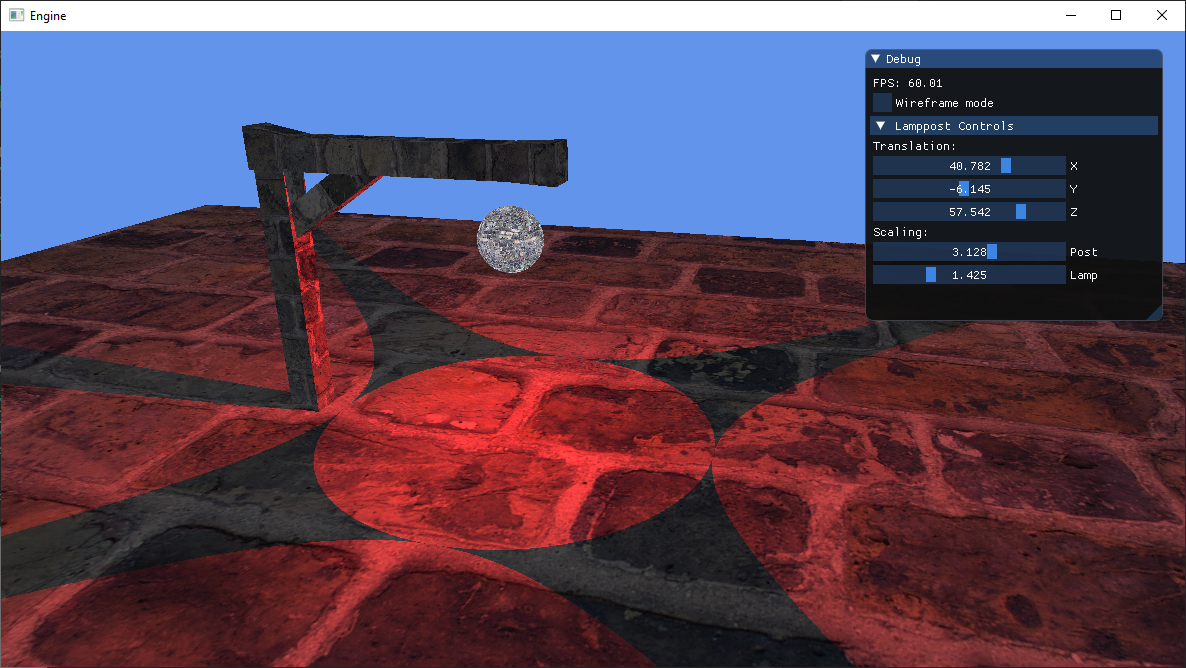 Engine
Debug
FPS: 60.01
Wireframe mode
Lamppost Controls
Translation:
40.782 X
-6.145 Y
57.542 Z
Scaling:
3.128 Post
1.425 Lamp